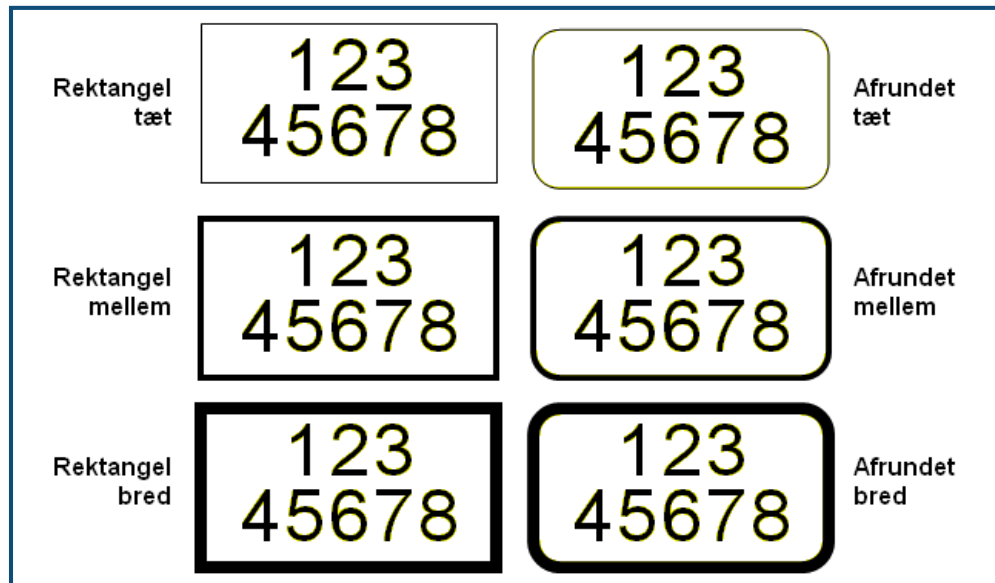 Rektangel
tæt
123
45678
123
45678
Afrundet
tæt
Rektangel
mellem
123
45678
123
45678
Afrundet
mellem
Rektangel
bred
123
45678
123
45678
Afrundet
bred